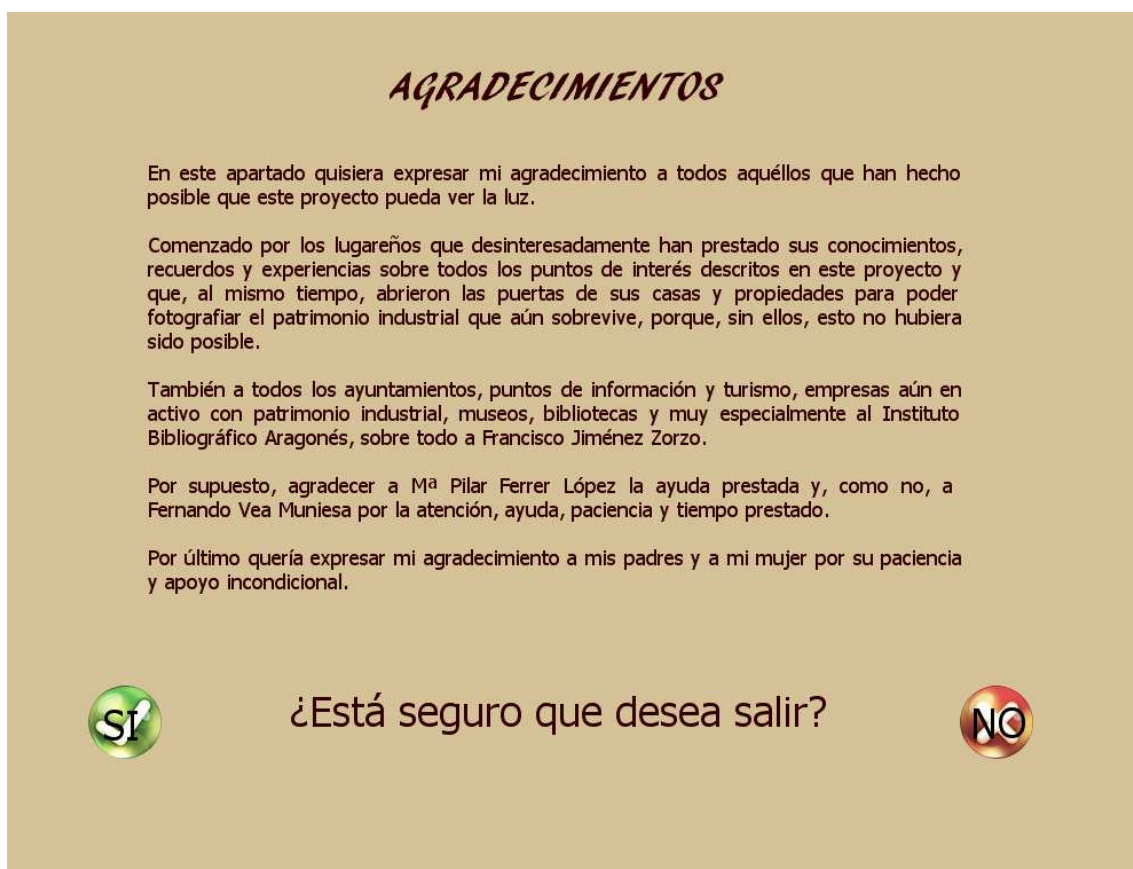 AGRADECIMIENTOS
En este apartado quisiera expresar mi agradecimiento a todos aquéllos que han hecho
posible que este proyecto pueda ver la luz.
Comenzado por los lugareños que desinteresadamente han prestado sus conocimientos,
recuerdos y experiencias sobre todos los puntos de interés descritos en este proyecto y
que, al mismo tiempo, abrieron las puertas de sus casas y propiedades para poder
fotografiar el patrimonio industrial que aún sobrevive, porque, sin ellos, esto no hubiera
sido posible.
También a todos los ayuntamientos, puntos de información y turismo, empresas aún en
activo con patrimonio industrial, museos, bibliotecas y muy especialmente al Instituto
Bibliográfico Aragonés, sobre todo a Francisco Jiménez Zorzo.
Por supuesto, agradecer a Mª Pilar Ferrer López la ayuda prestada y, como no, a
Fernando Vea Muniesa por la atención, ayuda, paciencia y tiempo prestado.
Por último quería expresar mi agradecimiento a mis padres y a mi mujer por su paciencia
y apoyo incondicional.
SI ¿Está seguro que desea salir? NO